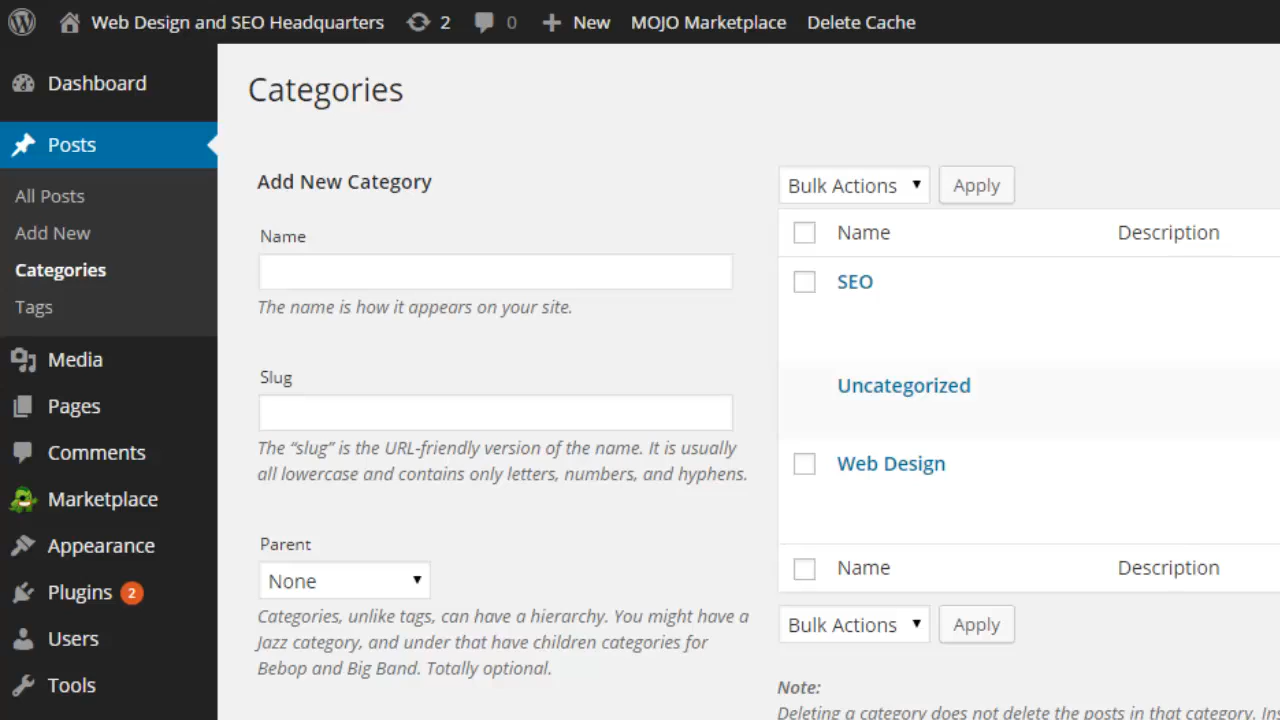 Web Design and SEO Headquarters 2 0 New MOJO Marketplace Delete Cache
Dashboard
Posts
All Posts
Add New
Categories
Tags
Media
Pages
Comments
Marketplace
Appearance
Plugins 2
Users
Tools
Categories
Add New Category
Name
The name is how it appears on your site.
Slug
The “slug” is the URL-friendly version of the name. It is usually
all lowercase and contains only letters, numbers, and hyphens.
Parent
None
Categories, unlike tags, can have a hierarchy. You might have a
Jazz category, and under that have children categories for
Bebop and Big Band. Totally optional.
Bulk Actions Apply
Name Description
SEO
Uncategorized
Web Design
Name Description
Bulk Actions Apply
Note:
Deleting a category does not delete the posts in that category.